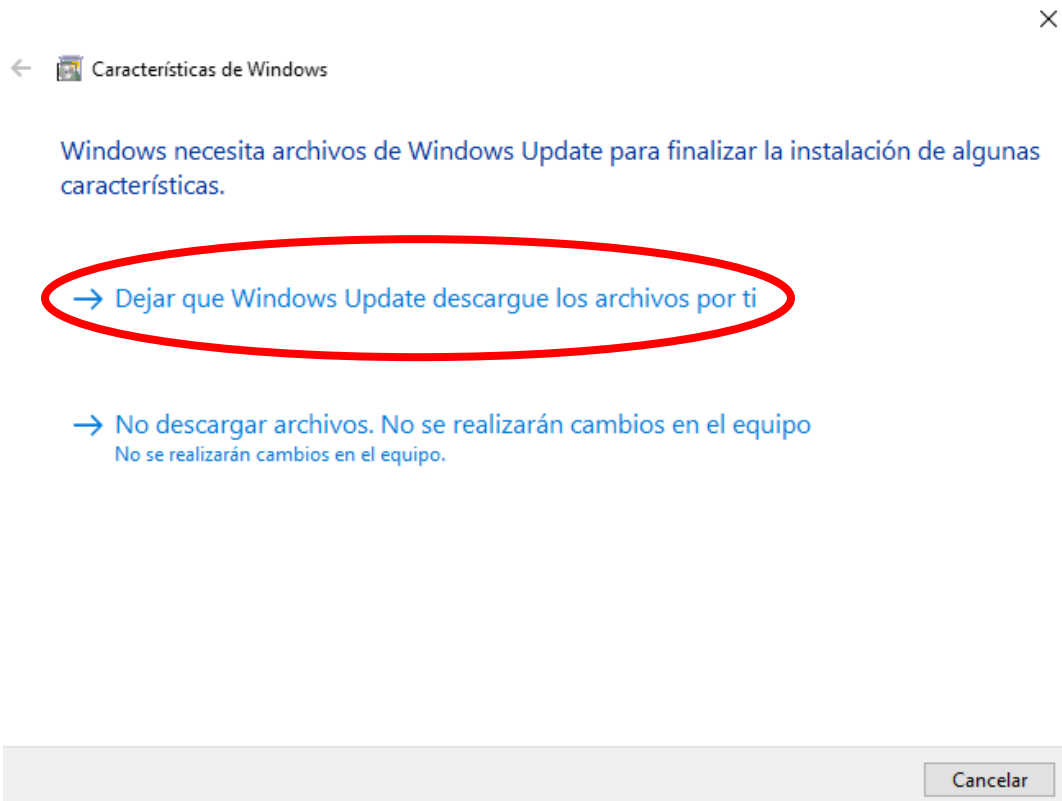 Características de Windows
Windows necesita archivos de Windows Update para finalizar la instalación de algunas
características.
Dejar que Windows Update descargue los archivos por ti
No descargar archivos. No se realizarán cambios en el equipo
No se realizarán cambios en el equipo.
Cancelar